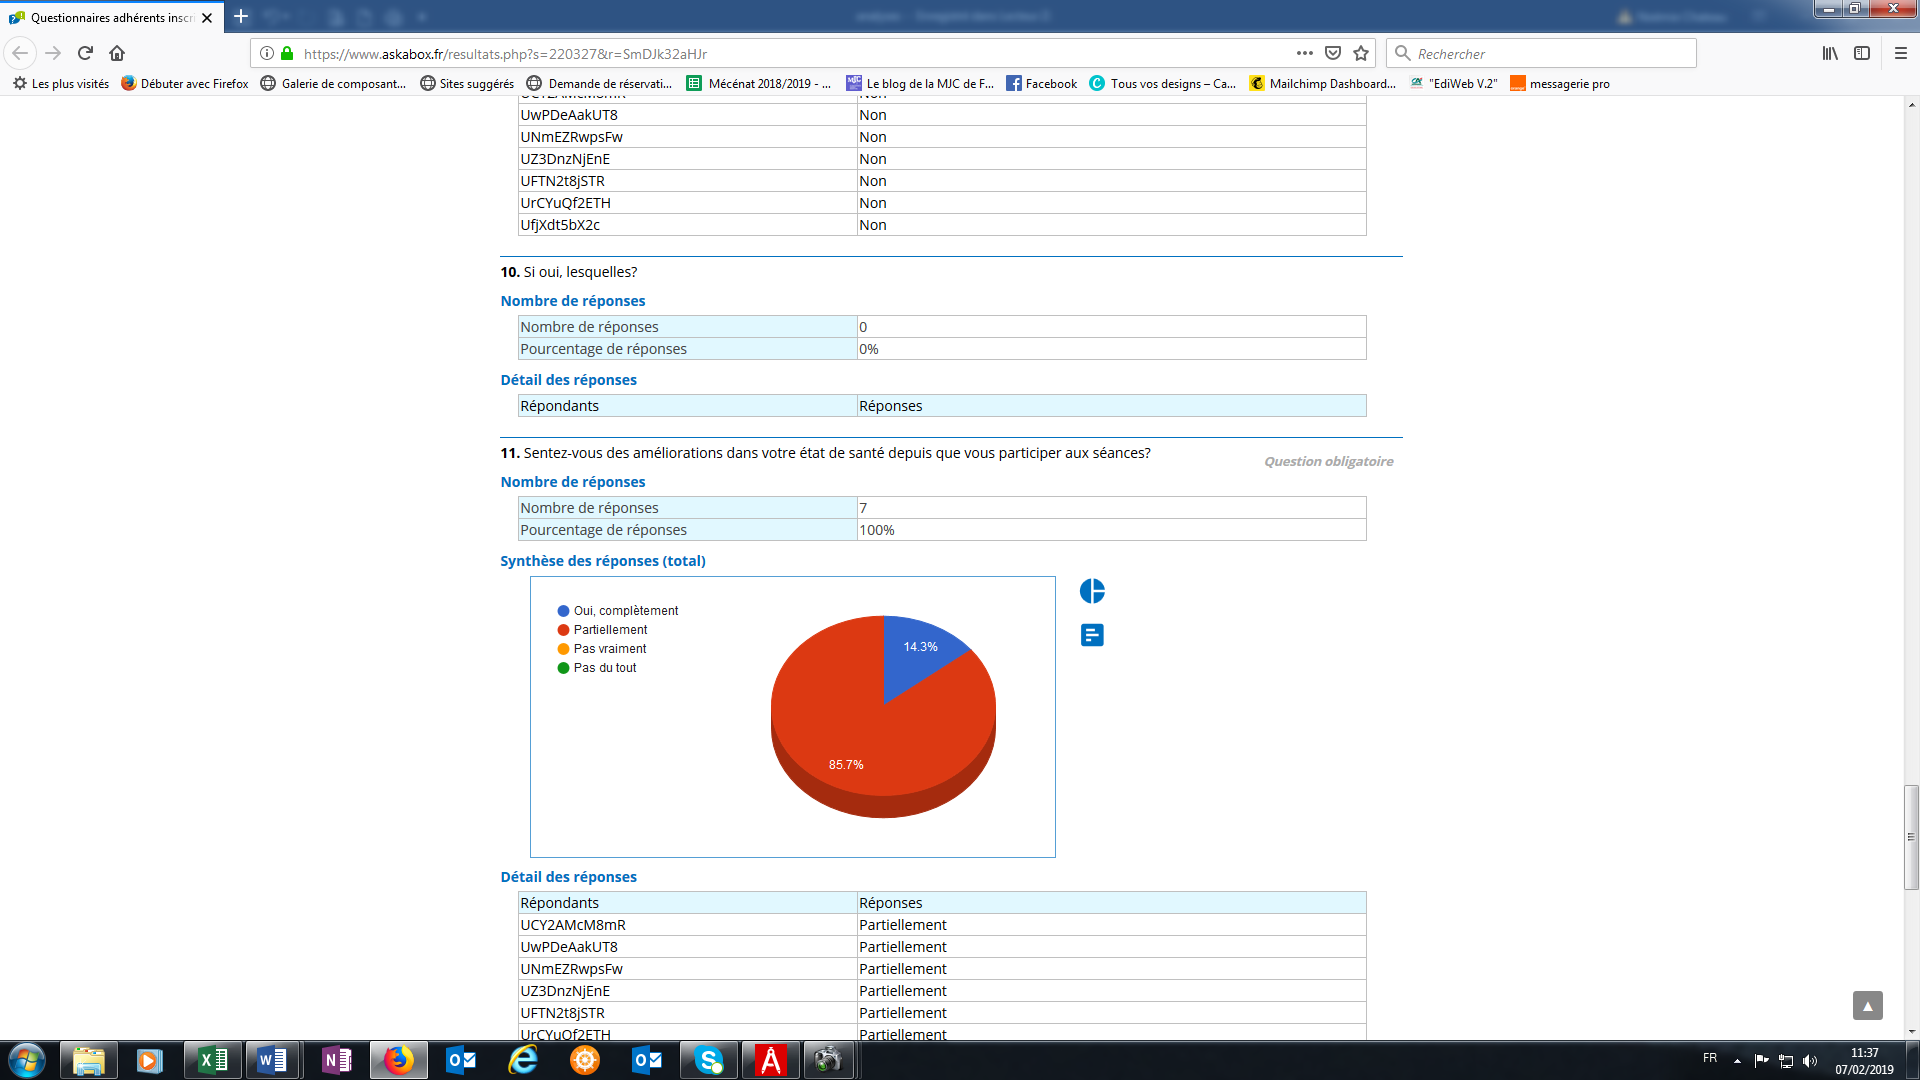 Questionnaires adhérents inscri
https://www.askabox.fr/resultats.php?s=220327&r=SmDJk32aHJr
Rechercher
Les plus visités
Débuter avec Firefox
Galerie de composant...
Sites suggérés
Demande de réservati...
Mécénat 2018/2019 - ...
Le blog de la MJC de F...
Facebook
Tous vos designs – Ca...
Mailchimp Dashboard...
"EdiWeb V.2"
messagerie pro
UCY2AMcM8mR Non
UwPDeAakUT8 Non
UNmEZRwpsFw Non
UZ3DnzNjEnE Non
UFTN2t8jSTR Non
UrCYuQf2ETH Non
UfjXdt5bX2c Non
10. Si oui, lesquelles?
Nombre de réponses
Nombre de réponses 0
Pourcentage de réponses 0%
Détail des réponses
Répondants Réponses
11. Sentez-vous des améliorations dans votre état de santé depuis que vous participer aux séances?
Question obligatoire
Nombre de réponses
Nombre de réponses 7
Pourcentage de réponses 100%
Synthèse des réponses (total)
Oui, complètement
Partiellement
Pas vraiment
Pas du tout
14.3%
85.7%
Détail des réponses
Répondants Réponses
UCY2AMcM8mR Partiellement
UwPDeAakUT8 Partiellement
UNmEZRwpsFw Partiellement
UZ3DnzNjEnE Partiellement
UFTN2t8jSTR Partiellement
UrCYuQf2ETH Partiellement
FR
11:37
07/02/2019